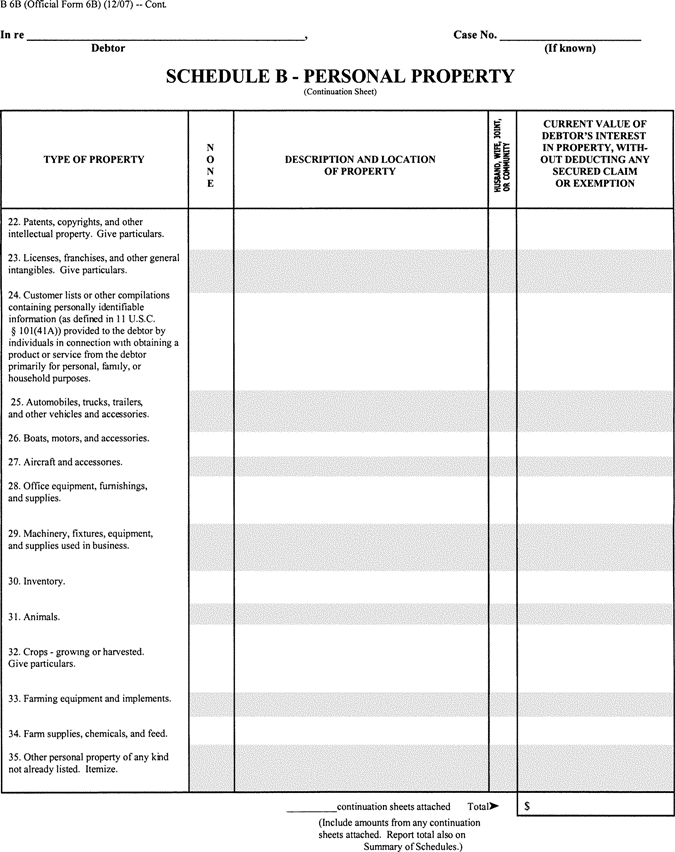 B 6B (Official Form 6B) (12/07) -- Cont.
In re ________________________________________, Case No. ______________________
Debtor (If known)
SCHEDULE B - PERSONAL PROPERTY
(Continuation Sheet)
TYPE OF PROPERTY
N
O
N
E
DESCRIPTION AND LOCATION
OF PROPERTY
HUSBAND, WIFE, JOINT,
OR COMMUNITY
CURRENT VALUE OF
DEBTOR'S INTEREST
IN PROPERTY, WITH-
OUT DEDUCTING ANY
SECURED CLAIM
OR EXEMPTION
22. Patents, copyrights, and other
intellectual property. Give particulars.
23. Licenses, franchises, and other general
intangibles. Give particulars.
24. Customer lists or other compilations
containing personally identifiable
information (as defined in 11 U.S.C.
§ 101(41A)) provided to the debtor by
individuals in connection with obtaining a
product or service from the debtor
primarily for personal, family, or
household purposes.
25. Automobiles, trucks, trailers,
and other vehicles and accessories.
26. Boats, motors, and accessories.
27. Aircraft and accessories.
28. Office equipment, furnishings,
and supplies.
29. Machinery, fixtures, equipment,
and supplies used in business.
30. Inventory.
31. Animals.
32. Crops - growing or harvested.
Give particulars.
33. Farming equipment and implements.
34. Farm supplies, chemicals, and feed.
35. Other personal property of any kind
not already listed. Itemize.
__________continuation sheets attached Total➤ $
(Include amounts from any continuation
sheets attached. Report total also on
Summary of Schedules.)